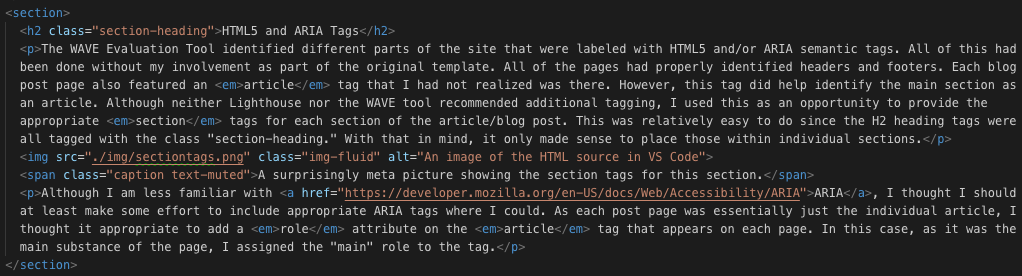 <section>
<h2 class="section-heading">HTML5 and ARIA Tags</h2>
<p>The WAVE Evaluation Tool identified different parts of the site that were labeled with HTML5 and/or ARIA semantic tags. All of this had
been done without my involvement as part of the original template. All of the pages had properly identified headers and footers. Each blog
post page also featured an <em>article</em> tag that I had not realized was there. However, this tag did help identify the main section as
an article. Although neither Lighthouse nor the WAVE tool recommended additional tagging, I used this as an opportunity to provide the
appropriate <em>section</em> tags for each section of the article/blog post. This was relatively easy to do since the H2 heading tags were
all tagged with the class "section-heading." With that in mind, it only made sense to place those within individual sections.</p>
<img src="./img/sectiontags.png" class="img-fluid" alt="An image of the HTML source in VS Code">
<span class="caption text-muted">A surprisingly meta picture showing the section tags for this section.</span>
<p>Although I am less familiar with <a href="https://developer.mozilla.org/en-US/docs/Web/Accessibility/ARIA">ARIA</a>, I thought I should
at least make some effort to include appropriate ARIA tags where I could. As each post page was essentially just the individual article, I
thought it appropriate to add a <em>role</em> attribute on the <em>article</em> tag that appears on each page. In this case, as it was the
main substance of the page, I assigned the "main" role to the tag.</p>
</section>